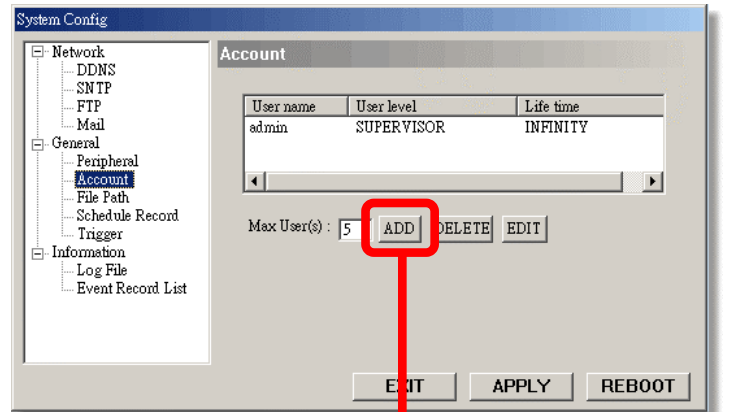 System Config
Network
DDNS
SNTP
FTP
Mail
General
Peripheral
Account
File Path
Schedule Record
Trigger
Information
Log File
Event Record List
Account
User name User level Life time
admin SUPERVISOR INFINITY
Max User(s) : 5 ADD DELETE EDIT
EXIT APPLY REBOOT